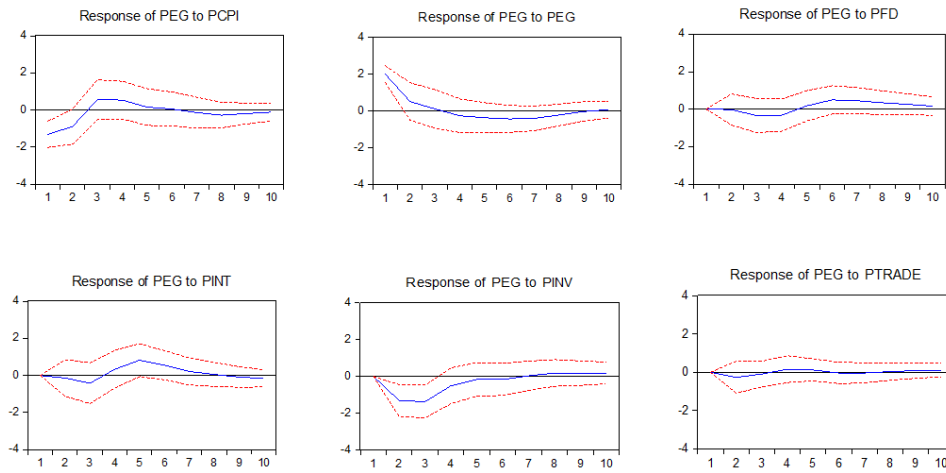 Response of PEG to PCPI
4
2
0
-2
-4
1 2 3 4 5 6 7 8 9 10
Response of PEG to PEG
4
2
0
-2
-4
1 2 3 4 5 6 7 8 9 10
Response of PEG to PFD
4
2
0
-2
-4
1 2 3 4 5 6 7 8 9 10
Response of PEG to PINT
4
2
0
-2
-4
1 2 3 4 5 6 7 8 9 10
Response of PEG to PINV
4
2
0
-2
-4
1 2 3 4 5 6 7 8 9 10
Response of PEG to PTRADE
4
2
0
-2
-4
1 2 3 4 5 6 7 8 9 10